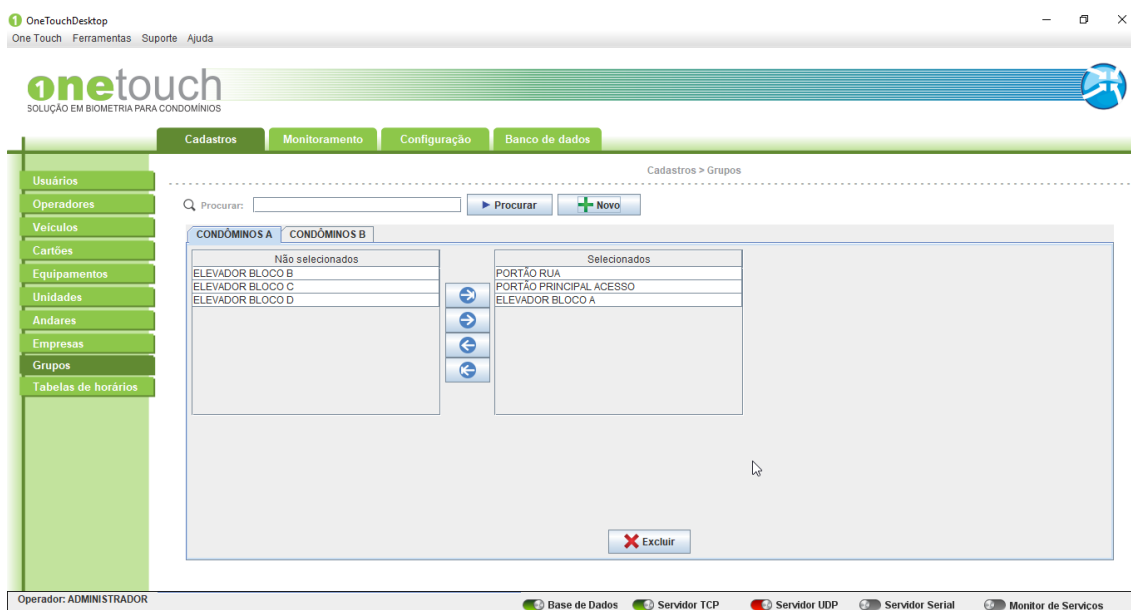 OneTouchDesktop
One Touch Ferramentas Suporte Ajuda
onetouch
SOLUÇÃO EM BIOMETRIA PARA CONDOMÍNIOS
Cadastros Monitoramento Configuração Banco de dados
Cadastros > Grupos
Usuários
Operadores
Veiculos
Cartões
Equipamentos
Unidades
Andares
Empresas
Grupos
Tabelas de horários
Procurar: Procurar Novo
CONDÔMINOS A CONDÔMINOS B
Não selecionados Selecionados
ELEVADOR BLOCO B PORTÃO RUA
ELEVADOR BLOCO C PORTÃO PRINCIPAL ACESSO
ELEVADOR BLOCO D ELEVADOR BLOCO A
Excluir
Operador: ADMINISTRADOR Base de Dados Servidor TCP Servidor UDP Servidor Serial Monitor de Serviços